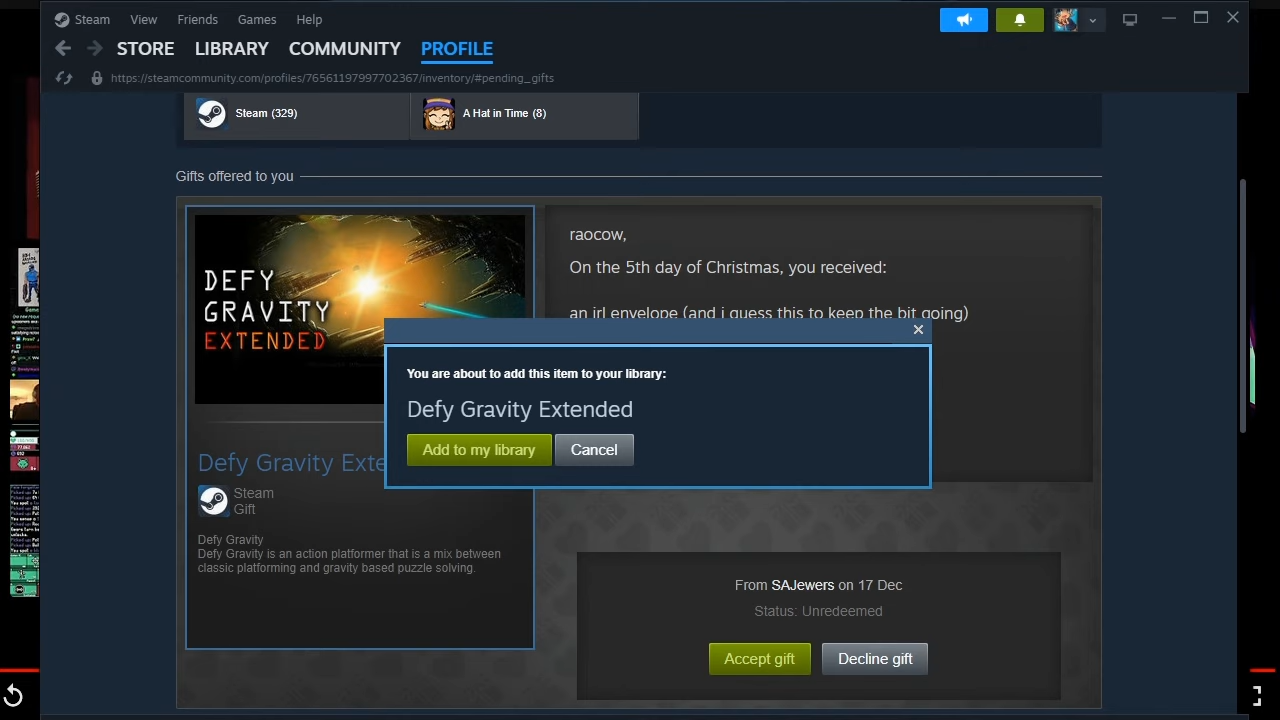 Steam View Friends Games Help
STORE LIBRARY COMMUNITY PROFILE
https://steamcommunity.com/profiles/76561197997702367/inventory/#pending_gifts
Steam (329)
A Hat in Time (8)
Gifts offered to you
DEFY
GRAVITY
EXTENDED
raocow,
On the 5th day of Christmas, you received:
an irl envelope (and i guess this to keep the bit going)
You are about to add this item to your library:
Defy Gravity Extended
Add to my library Cancel
Defy Gravity Exte
Steam
Gift
Defy Gravity
Defy Gravity is an action platformer that is a mix between
classic platforming and gravity based puzzle solving.
From SAJewers on 17 Dec
Status: Unredeemed
Accept gift Decline gift